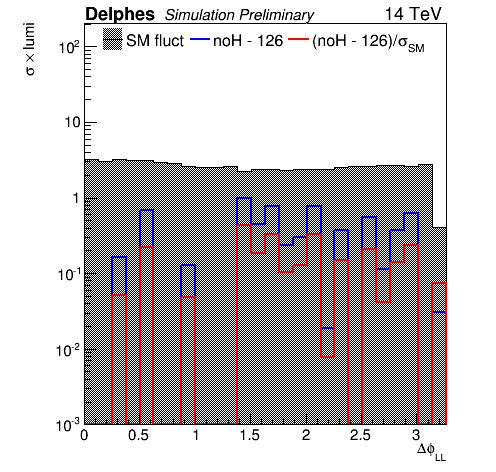 Delphes Simulation Preliminary 14 TeV
SM fluct noH - 126 (noH - 126)/σ_SM
σ × lumi
10²
10
1
10⁻¹
10⁻²
10⁻³
0 0.5 1 1.5 2 2.5 3
Δϕ_LL